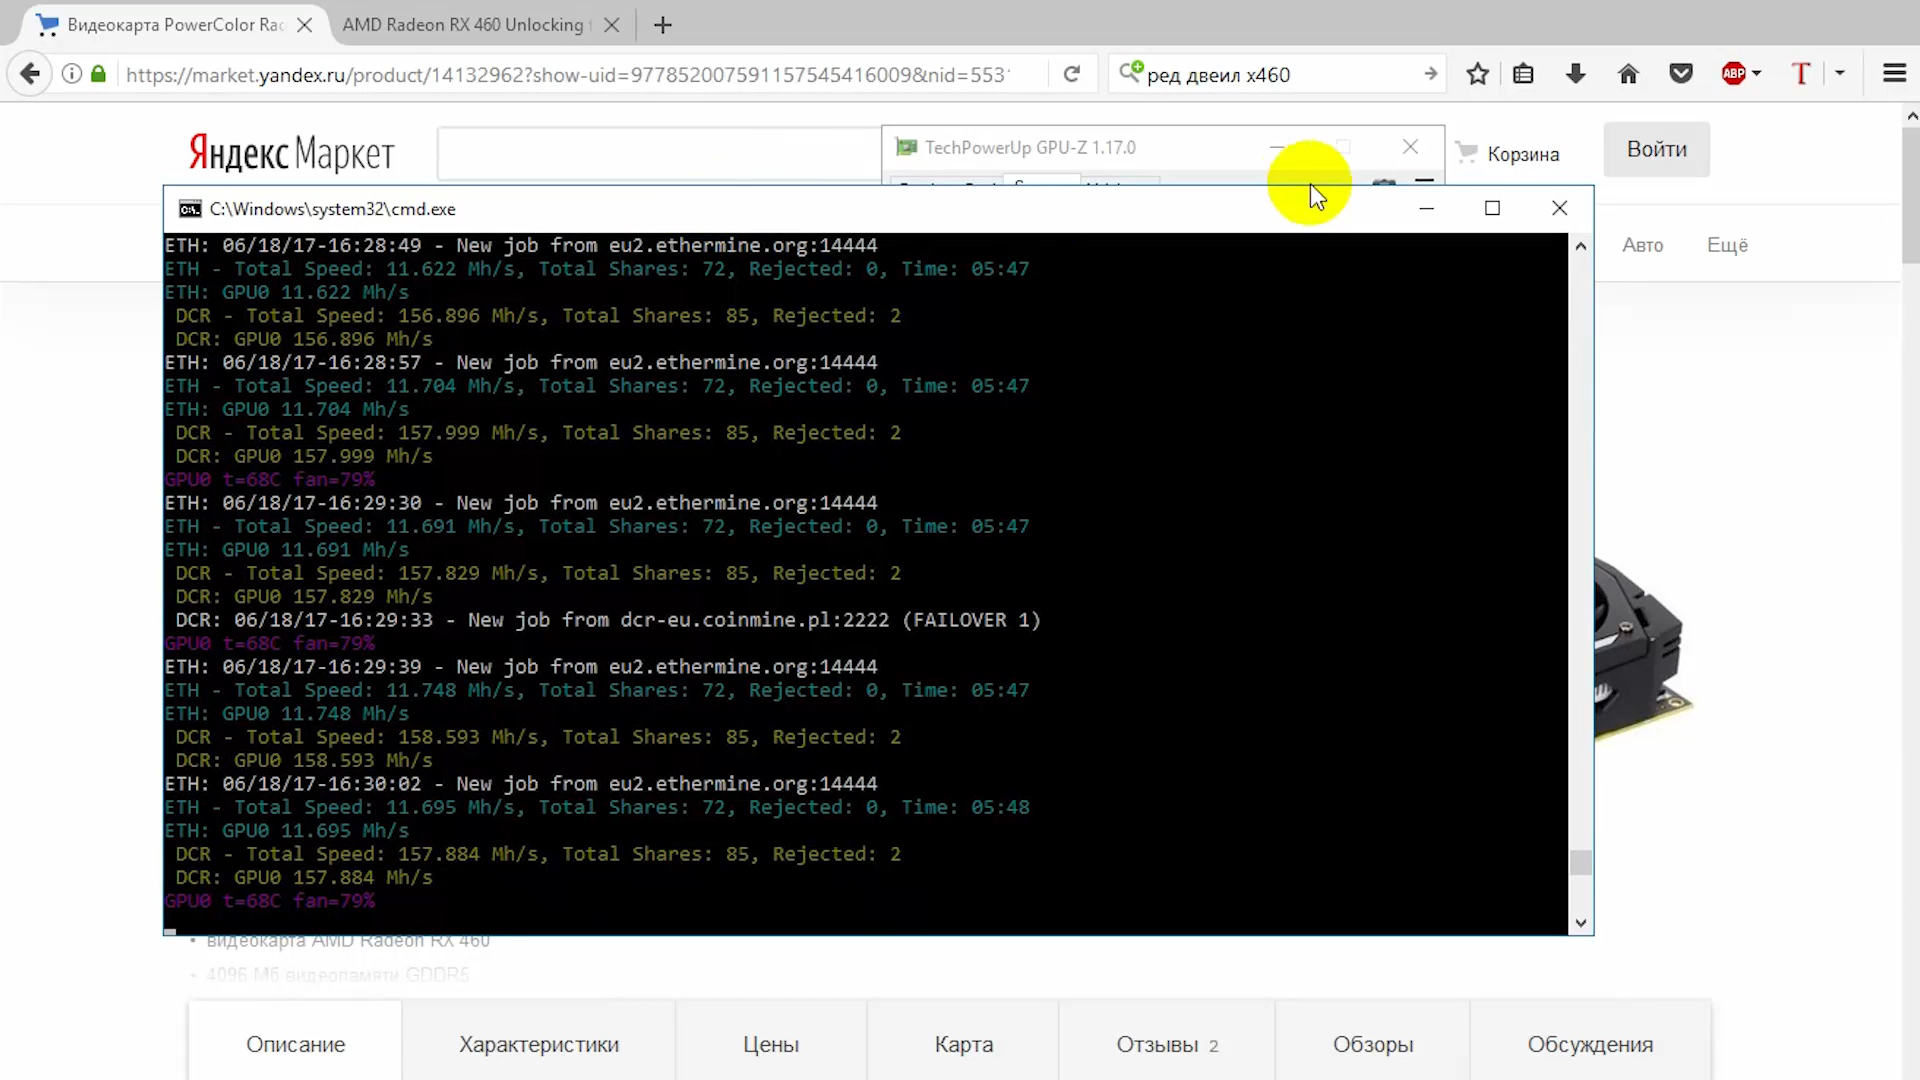 Видеокарта PowerColor Rad
AMD Radeon RX 460 Unlocking
https://market.yandex.ru/product/14132962?show-uid=977852007591157545416009&nid=553
ред двеил x460
ABP
T
Яндекс Маркет
TechPowerUp GPU-Z 1.17.0
Корзина
Войти
C:\Windows\system32\cmd.exe
Авто
Ещё
ETH: 06/18/17-16:28:49 - New job from eu2.ethermine.org:14444
ETH - Total Speed: 11.622 Mh/s, Total Shares: 72, Rejected: 0, Time: 05:47
ETH: GPU0 11.622 Mh/s
DCR - Total Speed: 156.896 Mh/s, Total Shares: 85, Rejected: 2
DCR: GPU0 156.896 Mh/s
ETH: 06/18/17-16:28:57 - New job from eu2.ethermine.org:14444
ETH - Total Speed: 11.704 Mh/s, Total Shares: 72, Rejected: 0, Time: 05:47
ETH: GPU0 11.704 Mh/s
DCR - Total Speed: 157.999 Mh/s, Total Shares: 85, Rejected: 2
DCR: GPU0 157.999 Mh/s
GPU0 t=68C fan=79%
ETH: 06/18/17-16:29:30 - New job from eu2.ethermine.org:14444
ETH - Total Speed: 11.691 Mh/s, Total Shares: 72, Rejected: 0, Time: 05:47
ETH: GPU0 11.691 Mh/s
DCR - Total Speed: 157.829 Mh/s, Total Shares: 85, Rejected: 2
DCR: GPU0 157.829 Mh/s
DCR: 06/18/17-16:29:33 - New job from dcr-eu.coinmine.pl:2222 (FAILOVER 1)
GPU0 t=68C fan=79%
ETH: 06/18/17-16:29:39 - New job from eu2.ethermine.org:14444
ETH - Total Speed: 11.748 Mh/s, Total Shares: 72, Rejected: 0, Time: 05:47
ETH: GPU0 11.748 Mh/s
DCR - Total Speed: 158.593 Mh/s, Total Shares: 85, Rejected: 2
DCR: GPU0 158.593 Mh/s
ETH: 06/18/17-16:30:02 - New job from eu2.ethermine.org:14444
ETH - Total Speed: 11.695 Mh/s, Total Shares: 72, Rejected: 0, Time: 05:48
ETH: GPU0 11.695 Mh/s
DCR - Total Speed: 157.884 Mh/s, Total Shares: 85, Rejected: 2
DCR: GPU0 157.884 Mh/s
GPU0 t=68C fan=79%
видеокарта AMD Radeon RX 460
4096 Мб видеопамяти GDDR5
Описание
Характеристики
Цены
Карта
Отзывы 2
Обзоры
Обсуждения